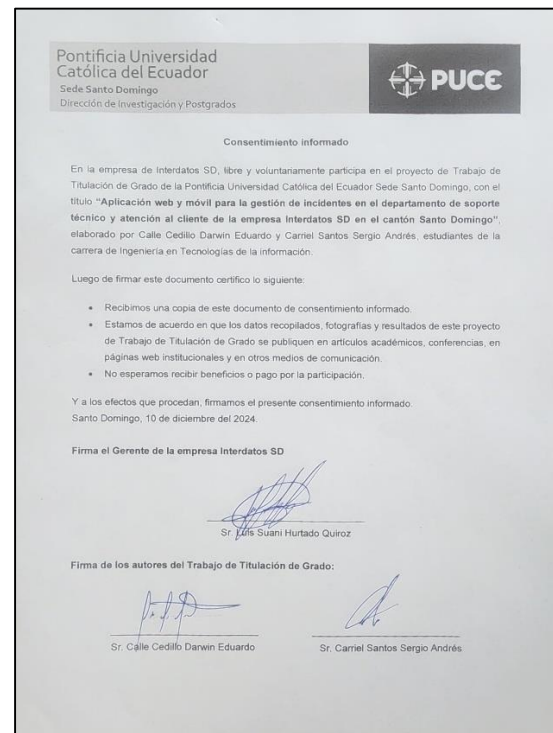 Pontificia Universidad
Católica del Ecuador
Sede Santo Domingo
Dirección de Investigación y Postgrados
PUCE
Consentimiento informado
En la empresa de Interdatos SD, libre y voluntariamente participa en el proyecto de Trabajo de
Titulación de Grado de la Pontificia Universidad Católica del Ecuador Sede Santo Domingo, con el
título “Aplicación web y móvil para la gestión de incidentes en el departamento de soporte
técnico y atención al cliente de la empresa Interdatos SD en el cantón Santo Domingo”,
elaborado por Calle Cedillo Darwin Eduardo y Carriel Santos Sergio Andrés, estudiantes de la
carrera de Ingeniería en Tecnologías de la información.
Luego de firmar este documento certifico lo siguiente:
• Recibimos una copia de este documento de consentimiento informado.
• Estamos de acuerdo en que los datos recopilados, fotografías y resultados de este proyecto
de Trabajo de Titulación de Grado se publiquen en artículos académicos, conferencias, en
páginas web institucionales y en otros medios de comunicación.
• No esperamos recibir beneficios o pago por la participación.
Y a los efectos que procedan, firmamos el presente consentimiento informado.
Santo Domingo, 10 de diciembre del 2024.
Firma el Gerente de la empresa Interdatos SD
Sr. Luis Suani Hurtado Quiroz
Firma de los autores del Trabajo de Titulación de Grado:
Sr. Calle Cedillo Darwin Eduardo Sr. Carriel Santos Sergio Andrés